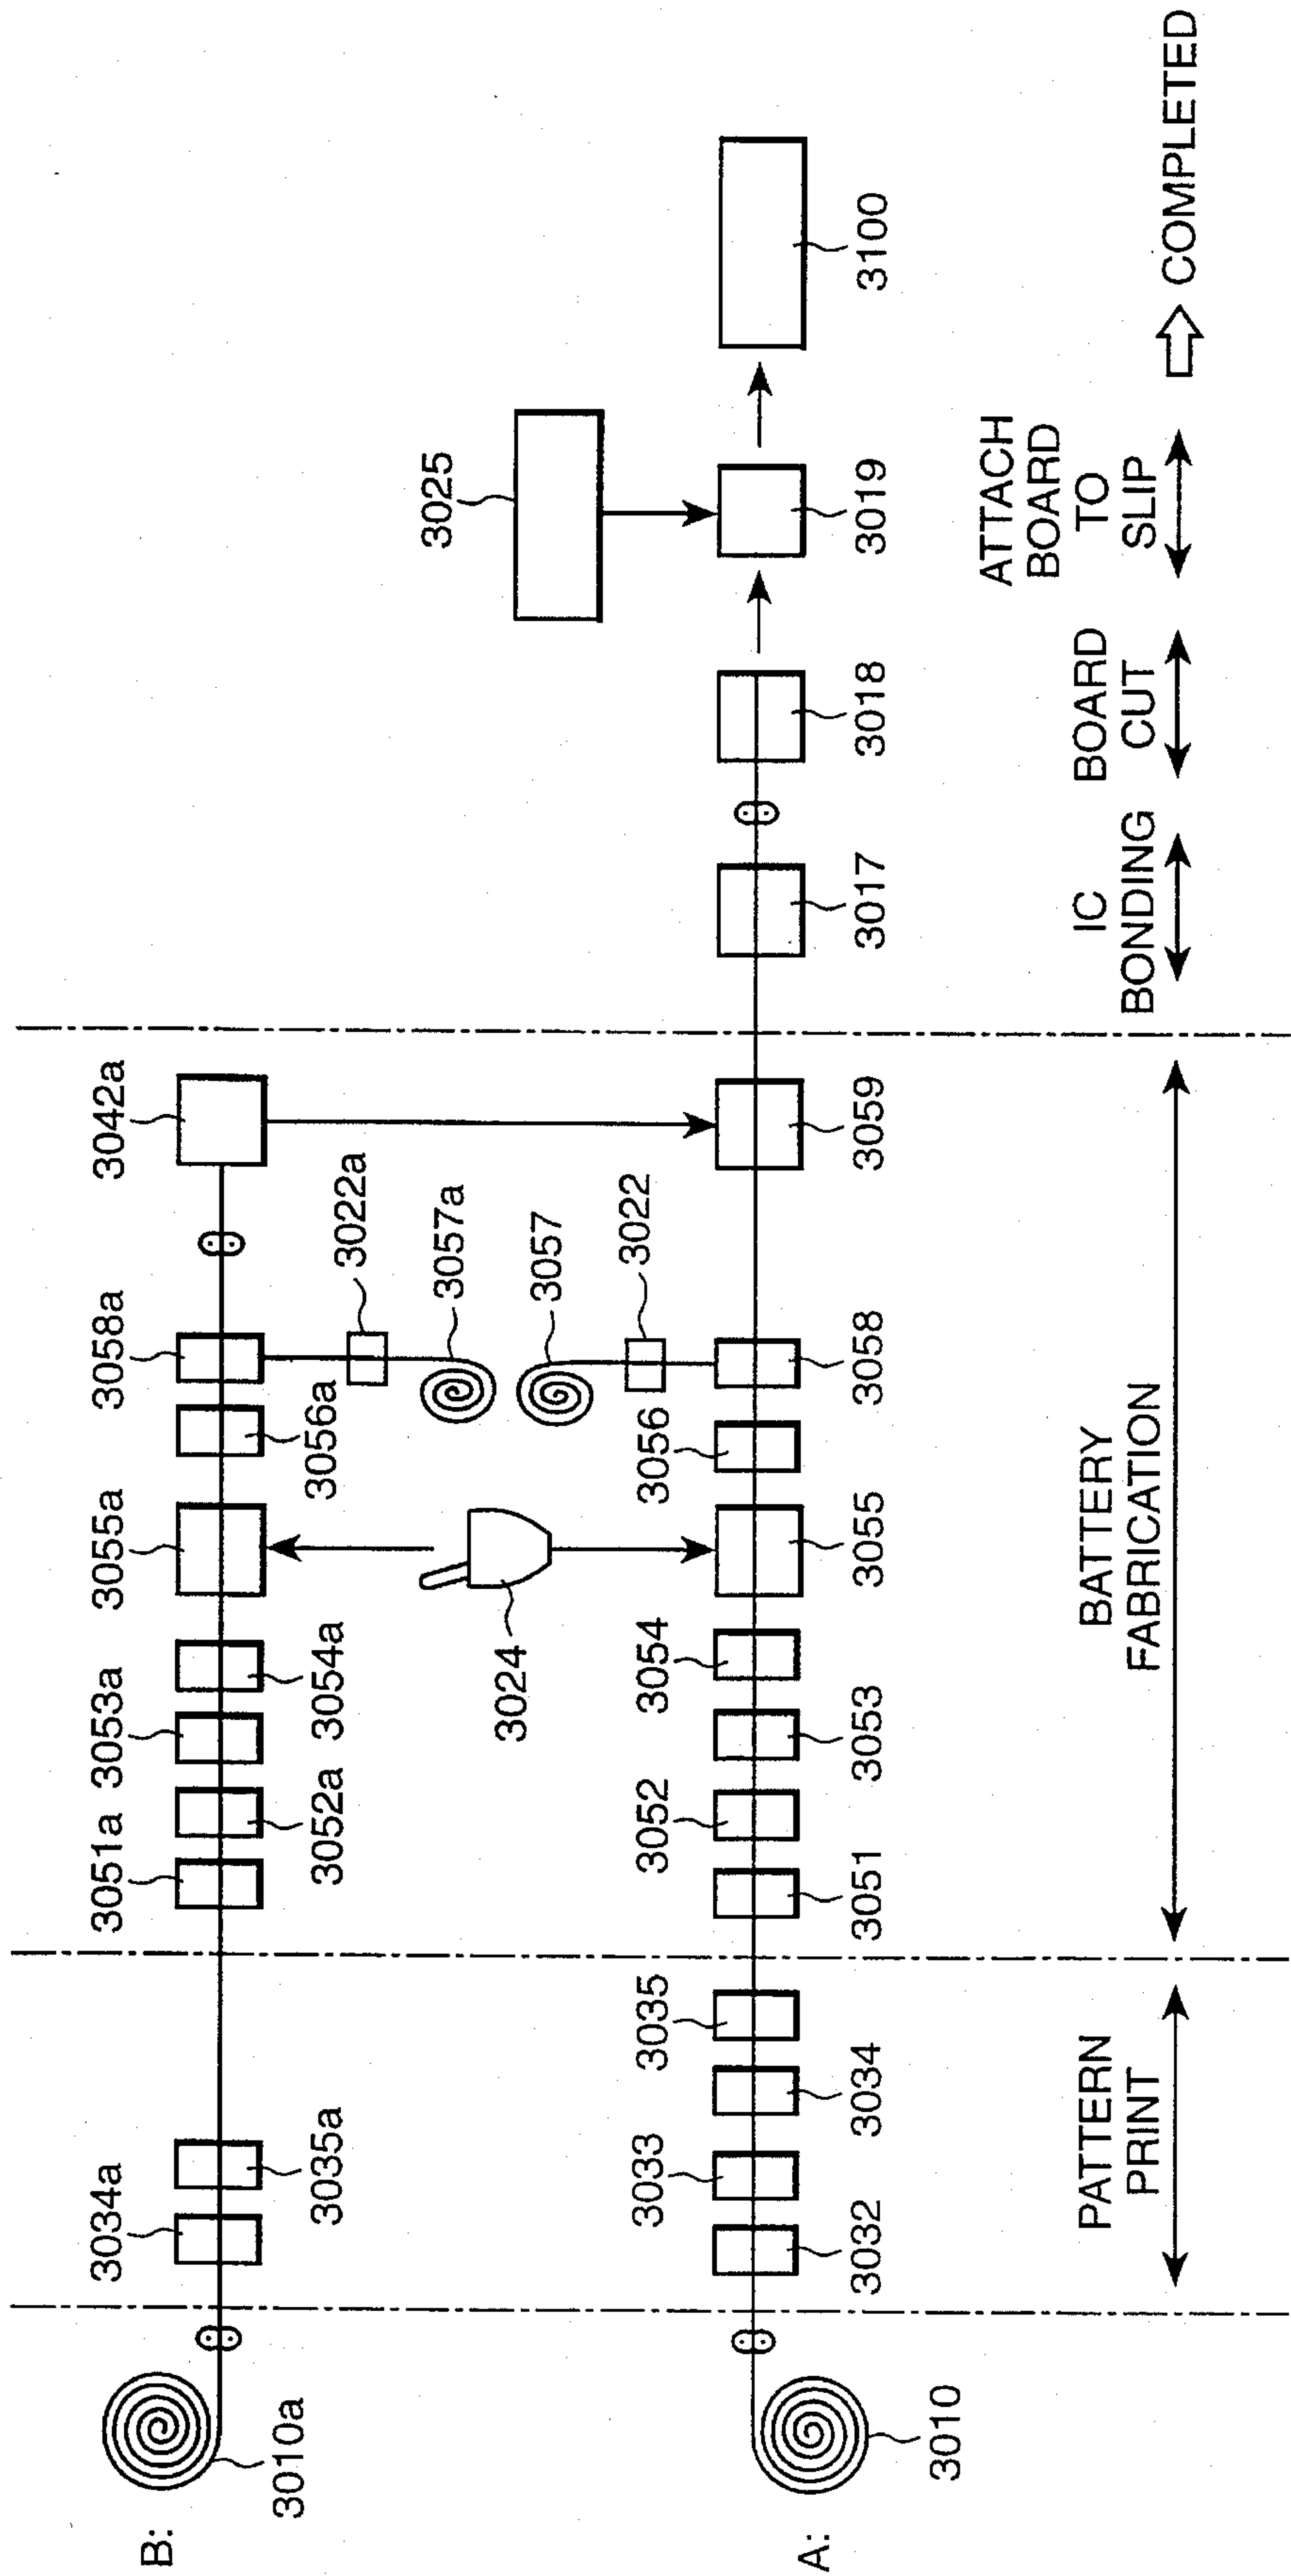 B:
3010a
3034a
3035a
3051a
3052a
3053a
3054a
3055a
3056a
3058a
3022a
3057a
3042a
3024
3057
3022
3025
A:
3010
3032
3033
3034
3035
3051
3052
3053
3054
3055
3056
3058
3059
3017
3018
3019
3100
PATTERN
PRINT
BATTERY
FABRICATION
IC
BONDING
BOARD
CUT
ATTACH
BOARD
TO
SLIP
COMPLETED